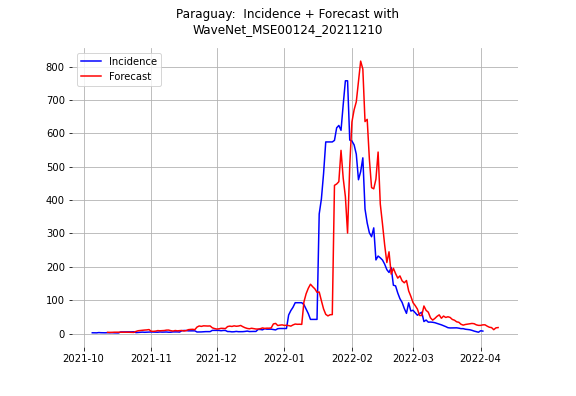 Paraguay:  Incidence + Forecast with
WaveNet_MSE00124_20211210
Incidence
Forecast
800
700
600
500
400
300
200
100
0
2021-10 2021-11 2021-12 2022-01 2022-02 2022-03 2022-04